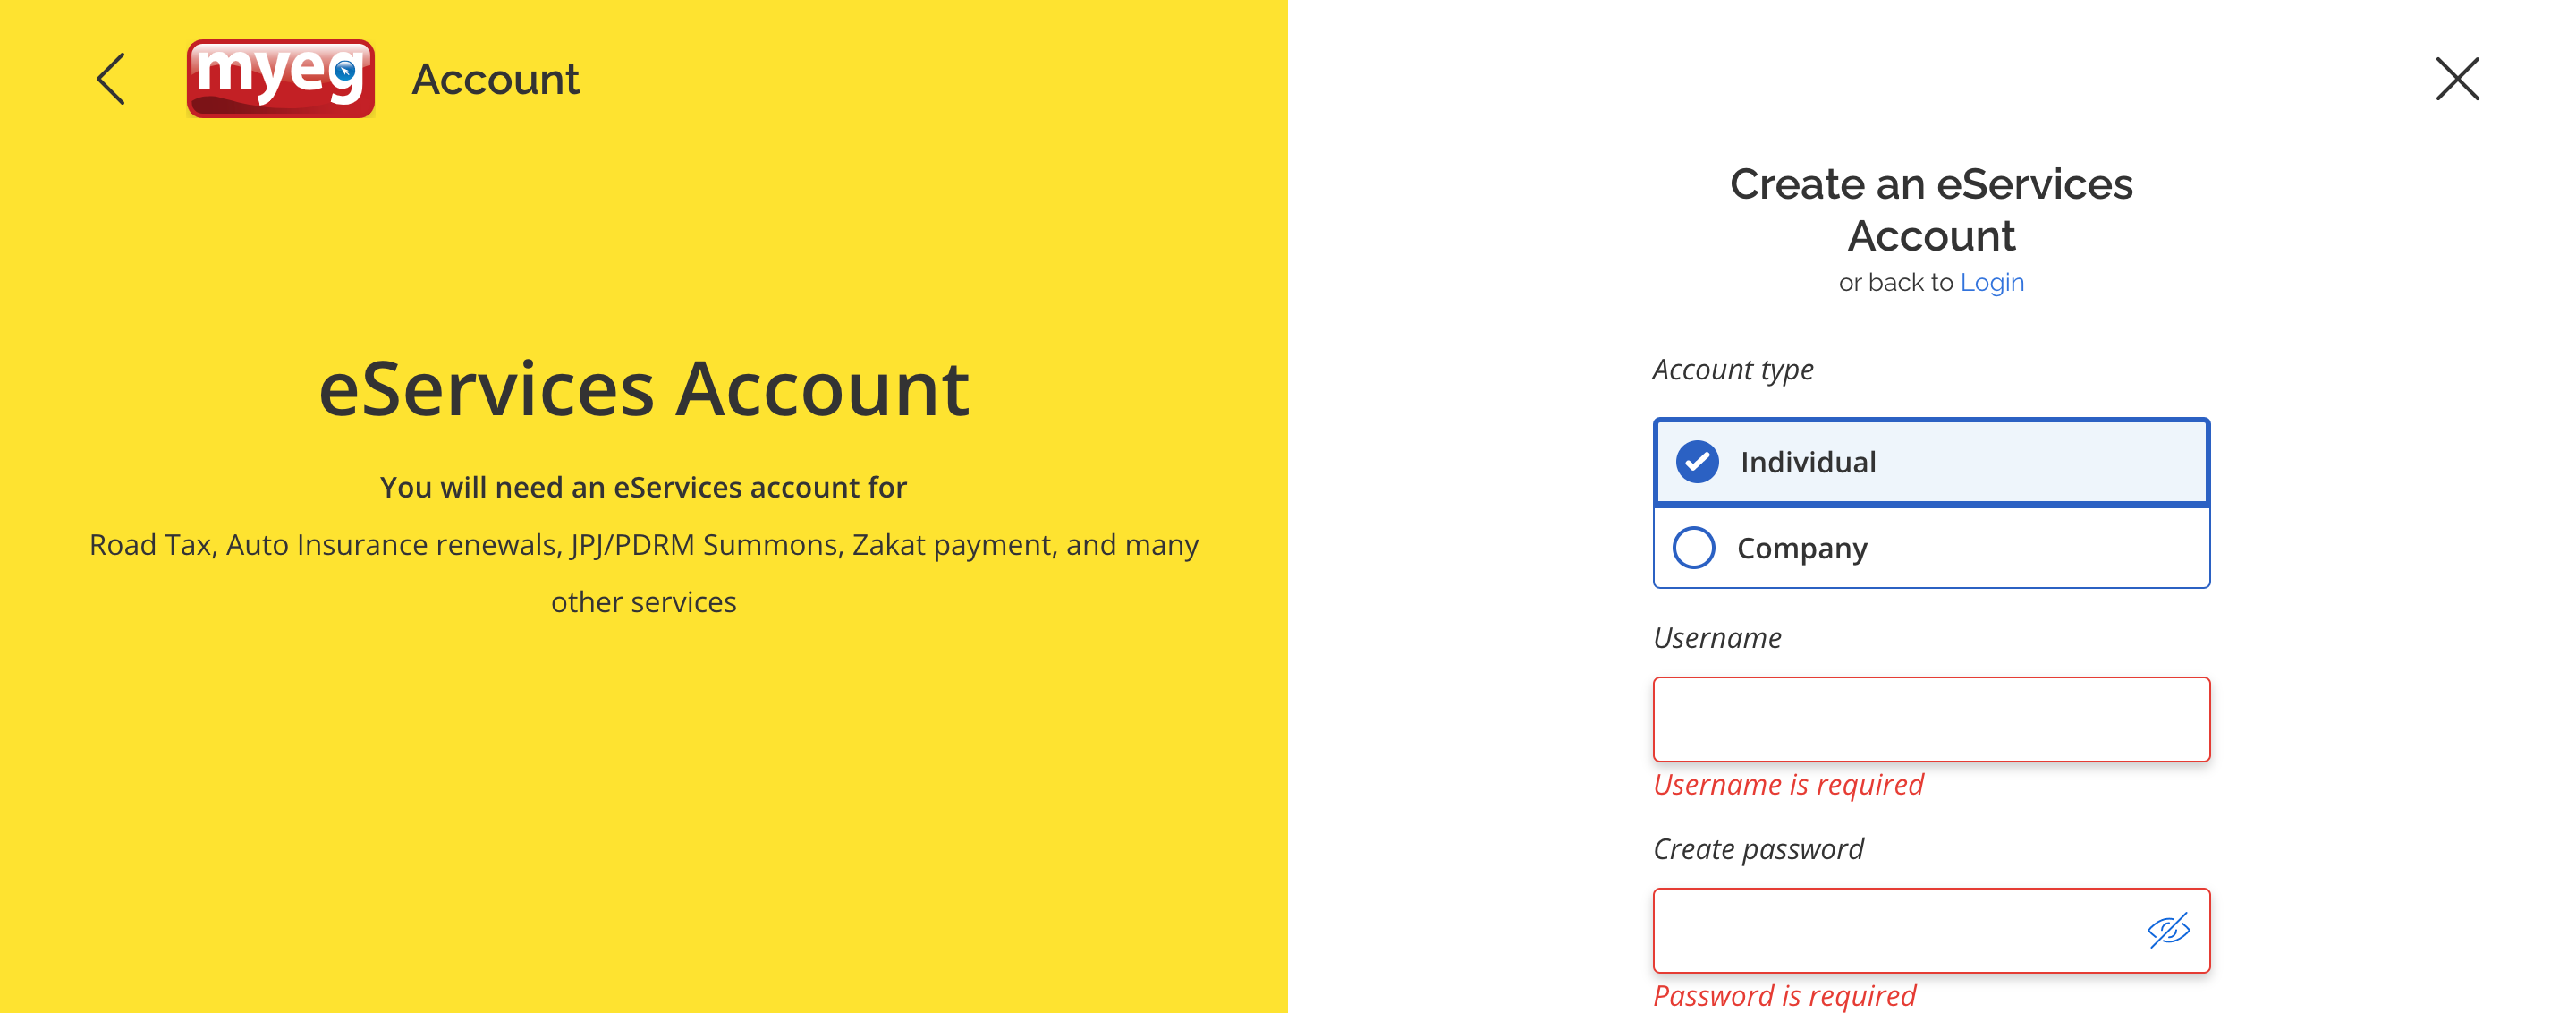 myeg
Account
eServices Account
You will need an eServices account for
Road Tax, Auto Insurance renewals, JPJ/PDRM Summons, Zakat payment, and many
other services
Create an eServices
Account
or back to Login
Account type
Individual
Company
Username
Username is required
Create password
Password is required